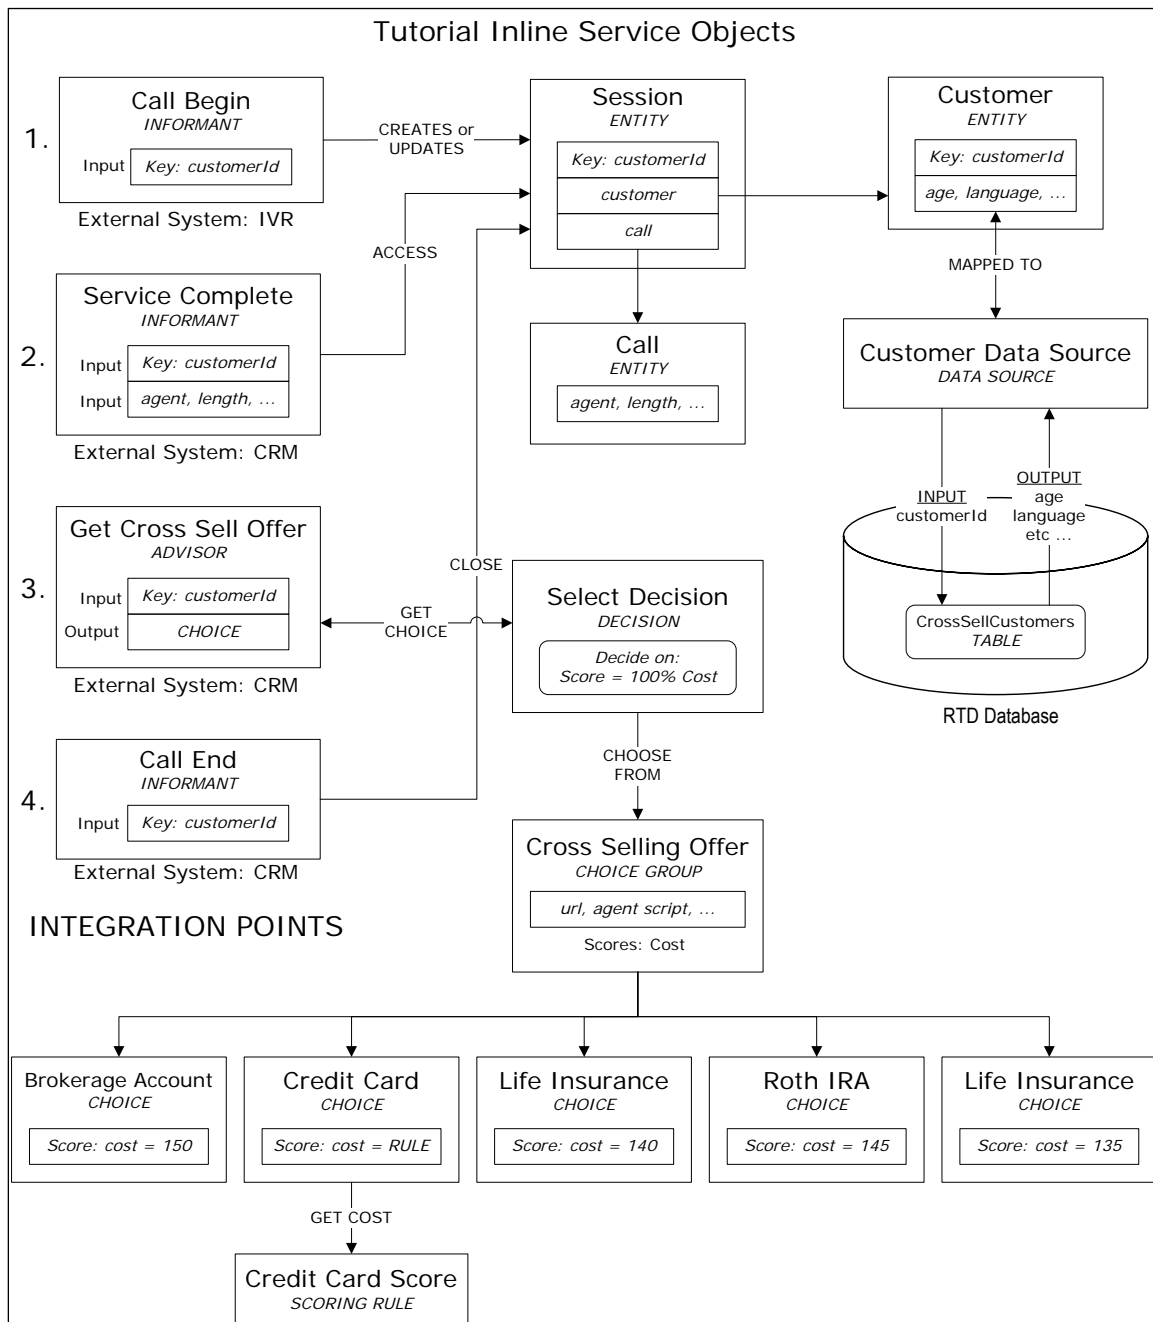 Tutorial Inline Service Objects
1.
Call Begin
INFORMANT
Input
Key: customerId
External System: IVR
CREATES or
UPDATES
Session
ENTITY
Key: customerId
customer
call
Customer
ENTITY
Key: customerId
age, language, ...
ACCESS
MAPPED TO
2.
Service Complete
INFORMANT
Input
Key: customerId
Input
agent, length, ...
External System: CRM
Call
ENTITY
agent, length, ...
Customer Data Source
DATA SOURCE
INPUT
customerId
OUTPUT
age
language
etc ...
CrossSellCustomers
TABLE
RTD Database
3.
Get Cross Sell Offer
ADVISOR
Input
Key: customerId
Output
CHOICE
External System: CRM
CLOSE
GET
CHOICE
Select Decision
DECISION
Decide on:
Score = 100% Cost
4.
Call End
INFORMANT
Input
Key: customerId
External System: CRM
CHOOSE
FROM
Cross Selling Offer
CHOICE GROUP
url, agent script, ...
Scores: Cost
INTEGRATION POINTS
Brokerage Account
CHOICE
Score: cost = 150
Credit Card
CHOICE
Score: cost = RULE
Life Insurance
CHOICE
Score: cost = 140
Roth IRA
CHOICE
Score: cost = 145
Life Insurance
CHOICE
Score: cost = 135
GET COST
Credit Card Score
SCORING RULE